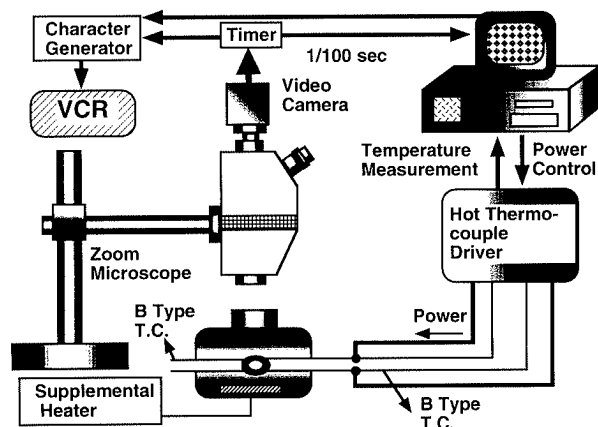 Character
Generator
Timer
1/100 sec
VCR
Video
Camera
Temperature
Measurement
Power
Control
Hot Thermo-
couple
Driver
Zoom
Microscope
B Type
T.C.
Power
Supplemental
Heater
B Type
T.C.